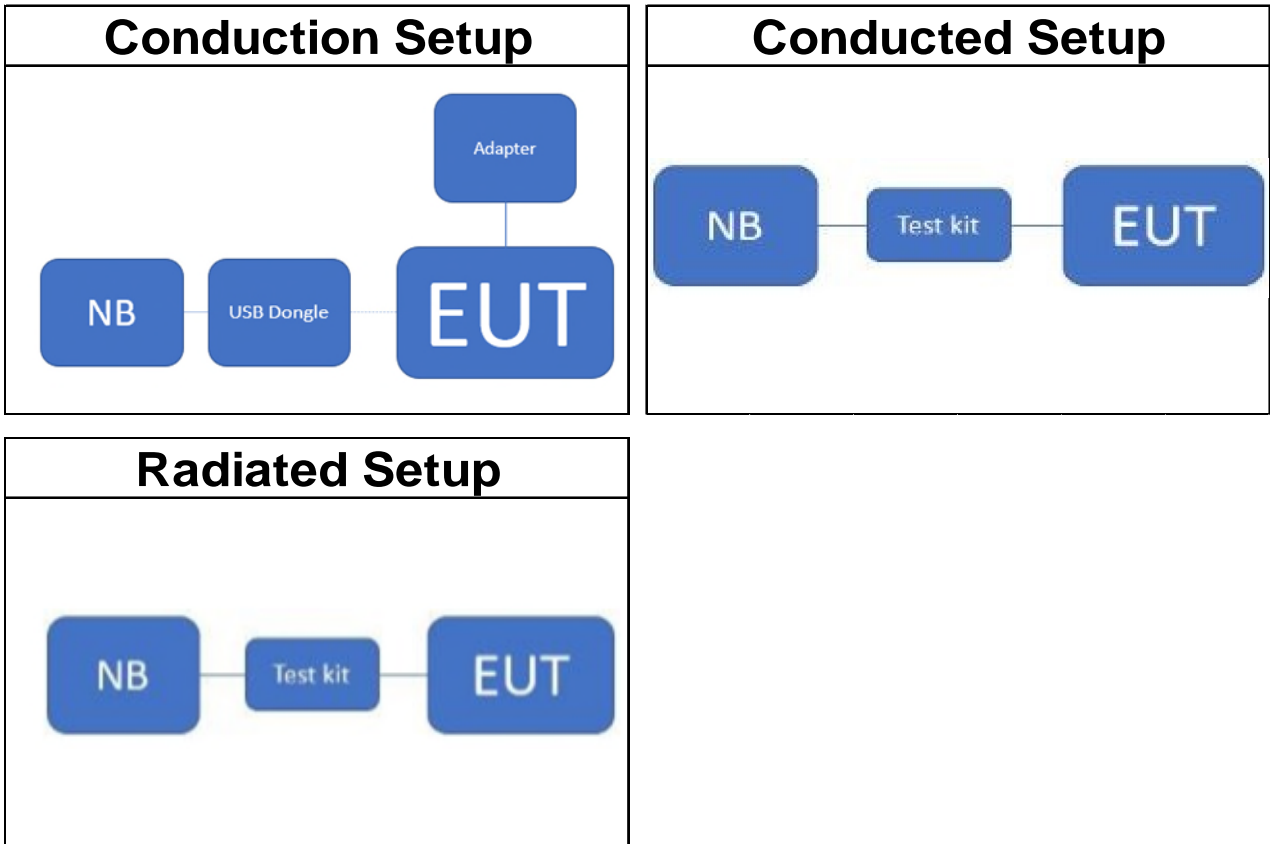 Conduction Setup
Adapter
NB
USB Dongle
EUT
Conducted Setup
NB
Test kit
EUT
Radiated Setup
NB
Test kit
EUT